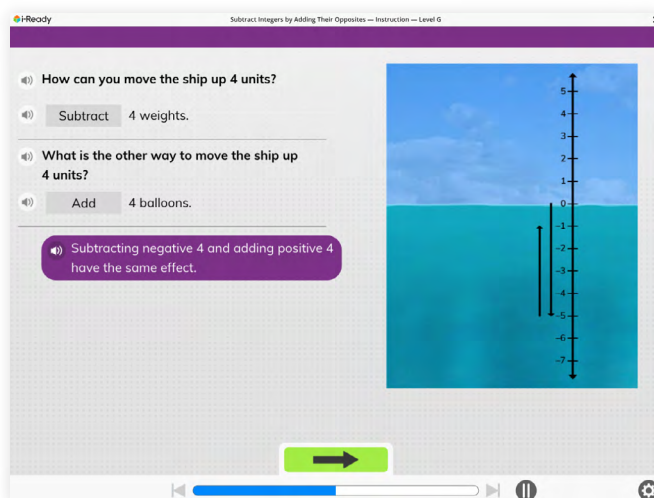 i-Ready
Subtract Integers by Adding Their Opposites — Instruction — Level G
How can you move the ship up 4 units?
Subtract 4 weights.
What is the other way to move the ship up
4 units?
Add 4 balloons.
Subtracting negative 4 and adding positive 4
have the same effect.
5
4
3
2
1
0
-1
-2
-3
-4
-5
-6
-7